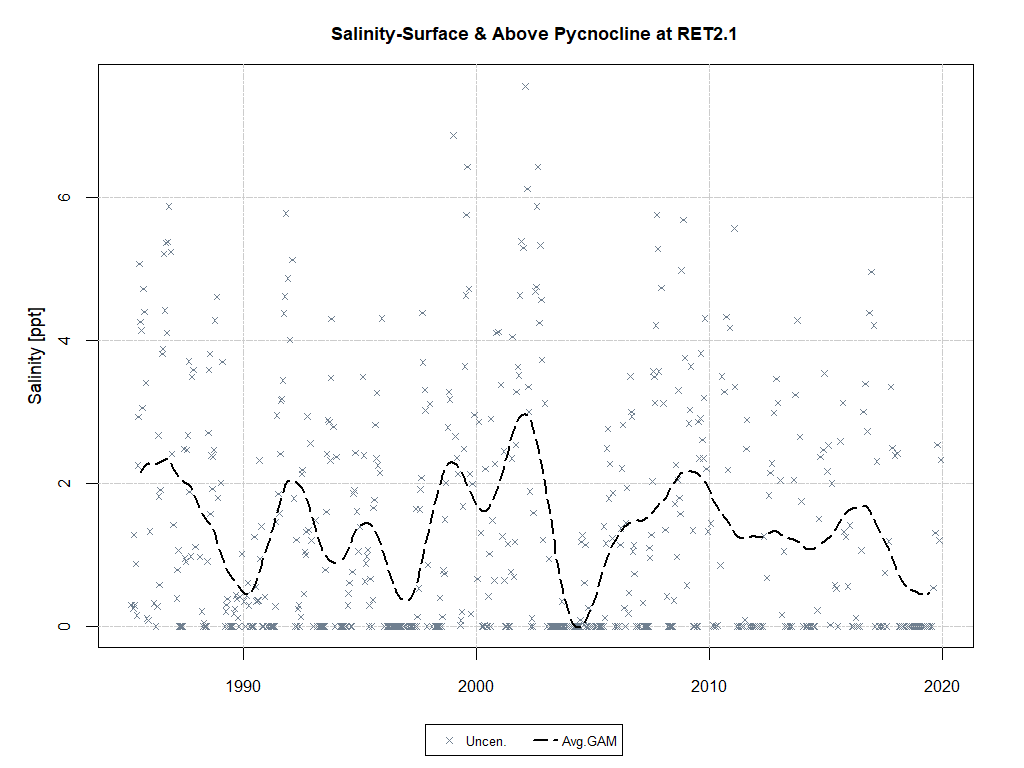 Salinity-Surface & Above Pycnocline at RET2.1
Salinity [ppt]
6
4
2
0
1990 2000 2010 2020
Uncen. Avg.GAM